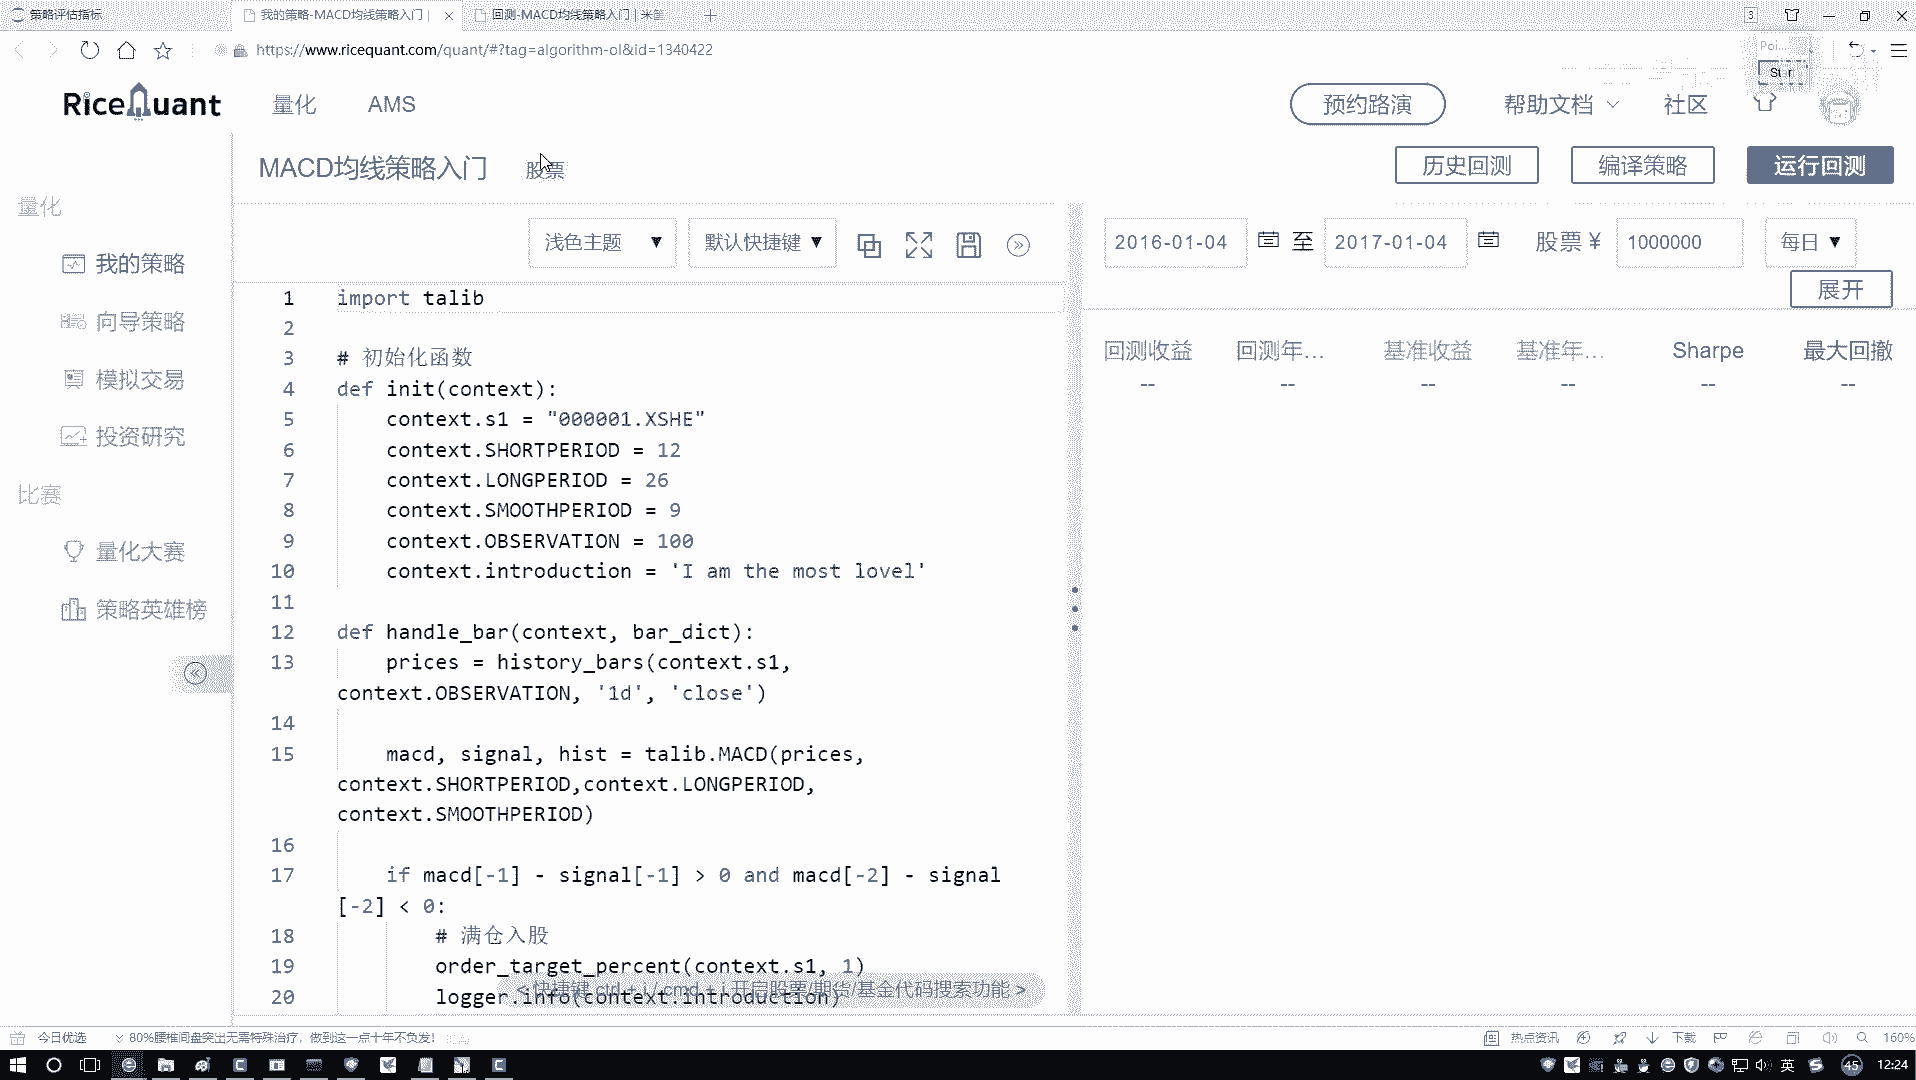 策略评估指标
我的策略-MACD均线策略入门 |
回测-MACD均线策略入门 | 米筐
3
https://www.ricequant.com/quant/#?tag=algorithm-ol&id=1340422
Poi...
Star
RiceQuant
量化
AMS
预约路演
帮助文档
社区
MACD均线策略入门
股票
历史回测
编译策略
运行回测
量化
我的策略
向导策略
模拟交易
投资研究
比赛
量化大赛
策略英雄榜
浅色主题 ▼
默认快捷键 ▼
2016-01-04
至
2017-01-04
股票 ¥
1000000
每日 ▼
展开
回测收益
回测年...
基准收益
基准年...
Sharpe
最大回撤
--
--
--
--
--
--
1 import talib
2
3 # 初始化函数
4 def init(context):
5 context.s1 = "000001.XSHE"
6 context.SHORTPERIOD = 12
7 context.LONGPERIOD = 26
8 context.SMOOTHPERIOD = 9
9 context.OBSERVATION = 100
10 context.introduction = 'I am the most lovel'
11
12 def handle_bar(context, bar_dict):
13 prices = history_bars(context.s1,
context.OBSERVATION, '1d', 'close')
14
15 macd, signal, hist = talib.MACD(prices,
context.SHORTPERIOD,context.LONGPERIOD,
context.SMOOTHPERIOD)
16
17 if macd[-1] - signal[-1] > 0 and macd[-2] - signal
[-2] < 0:
18 # 满仓入股
19 order_target_percent(context.s1, 1)
20 logger.info(context.introduction)
< 快捷键 ctrl + i / cmd + i 开启股票/期货/基金代码搜索功能 >
今日优选
80%腰椎间盘突出无需特殊治疗，做到这一点十年不负发!
热点资讯
下载
160%
英
45
12:24